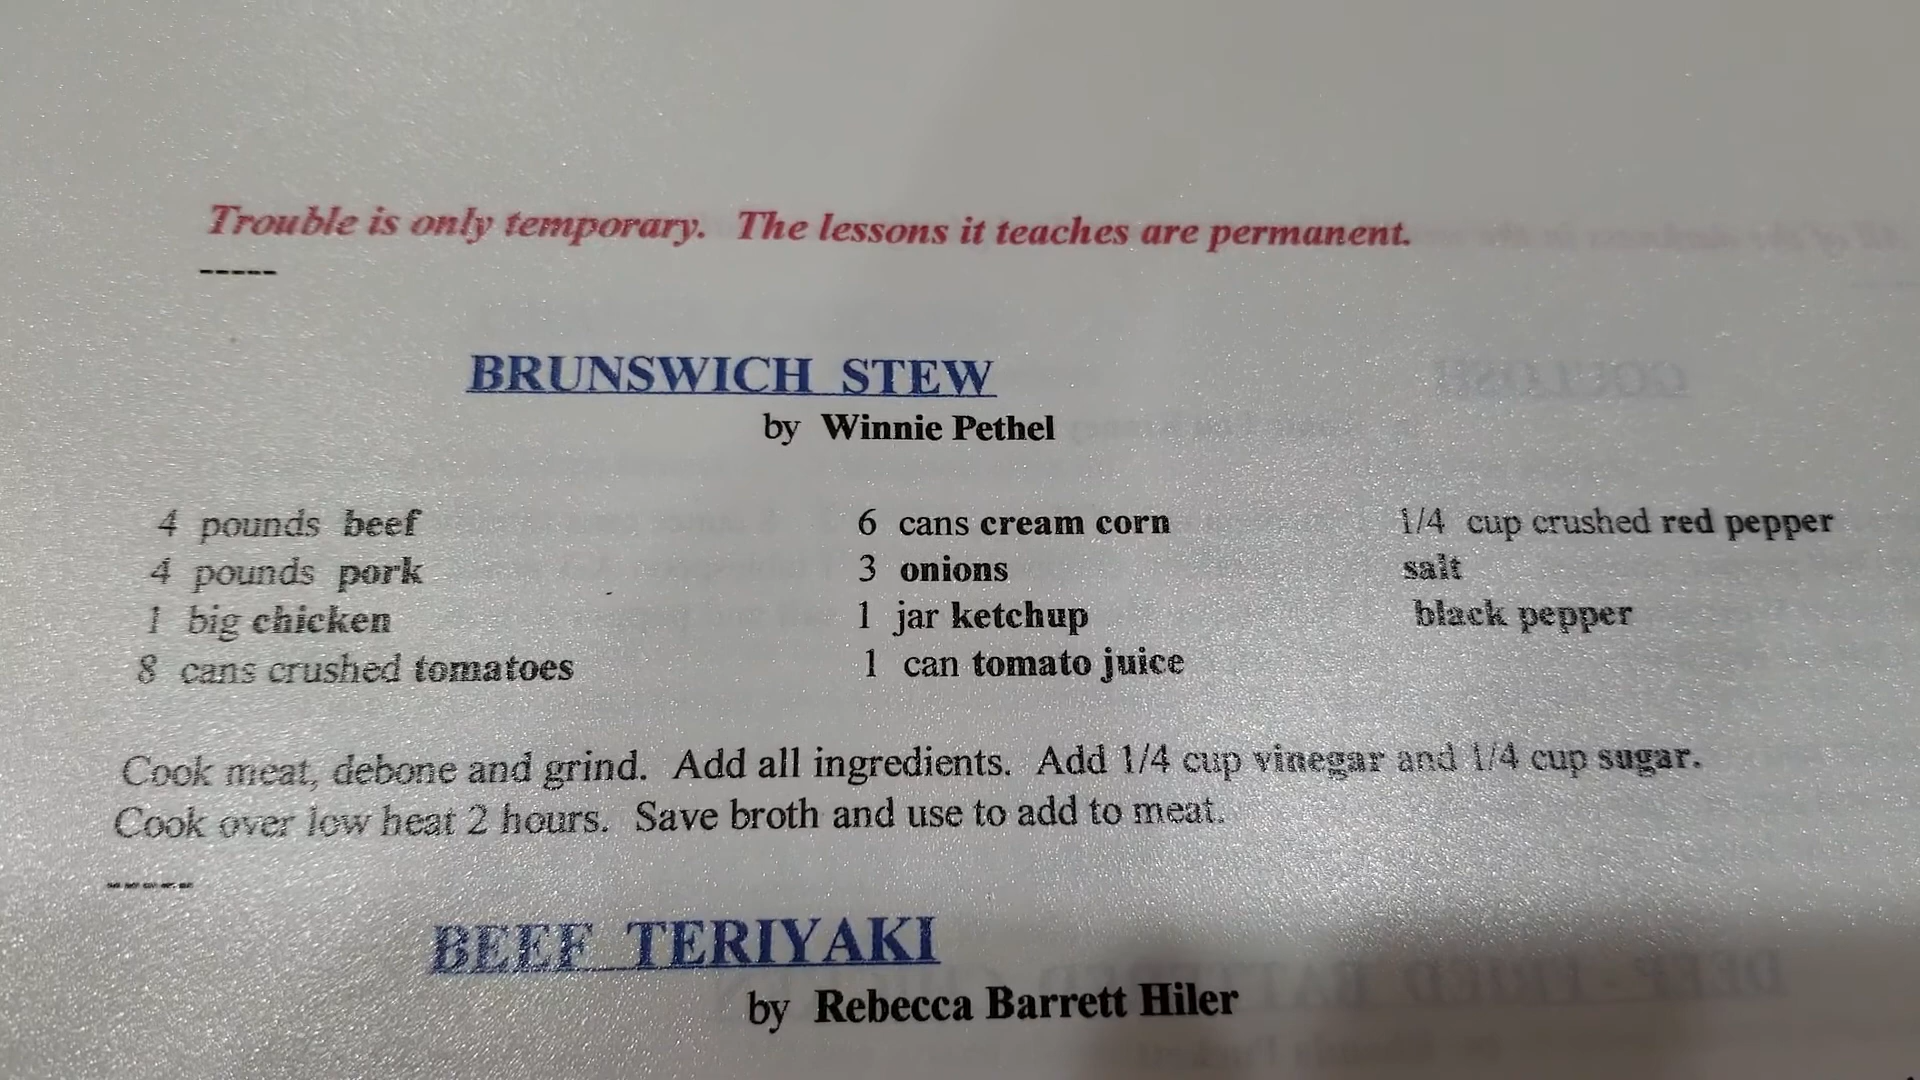 Trouble is only temporary. The lessons it teaches are permanent.
-----
BRUNSWICH STEW
by Winnie Pethel
4 pounds beef
4 pounds pork
1 big chicken
8 cans crushed tomatoes
6 cans cream corn
3 onions
1 jar ketchup
1 can tomato juice
1/4 cup crushed red pepper
salt
black pepper
Cook meat, debone and grind. Add all ingredients. Add 1/4 cup vinegar and 1/4 cup sugar.
Cook over low heat 2 hours. Save broth and use to add to meat.
-----
BEEF TERIYAKI
by Rebecca Barrett Hiler